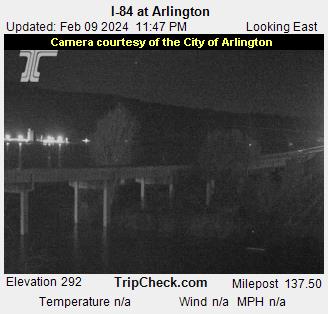 I-84 at Arlington
Updated: Feb 09 2024 11:47 PM Looking East
Camera courtesy of the City of Arlington
Elevation 292 TripCheck.com Milepost 137.50
Temperature n/a Wind n/a MPH n/a